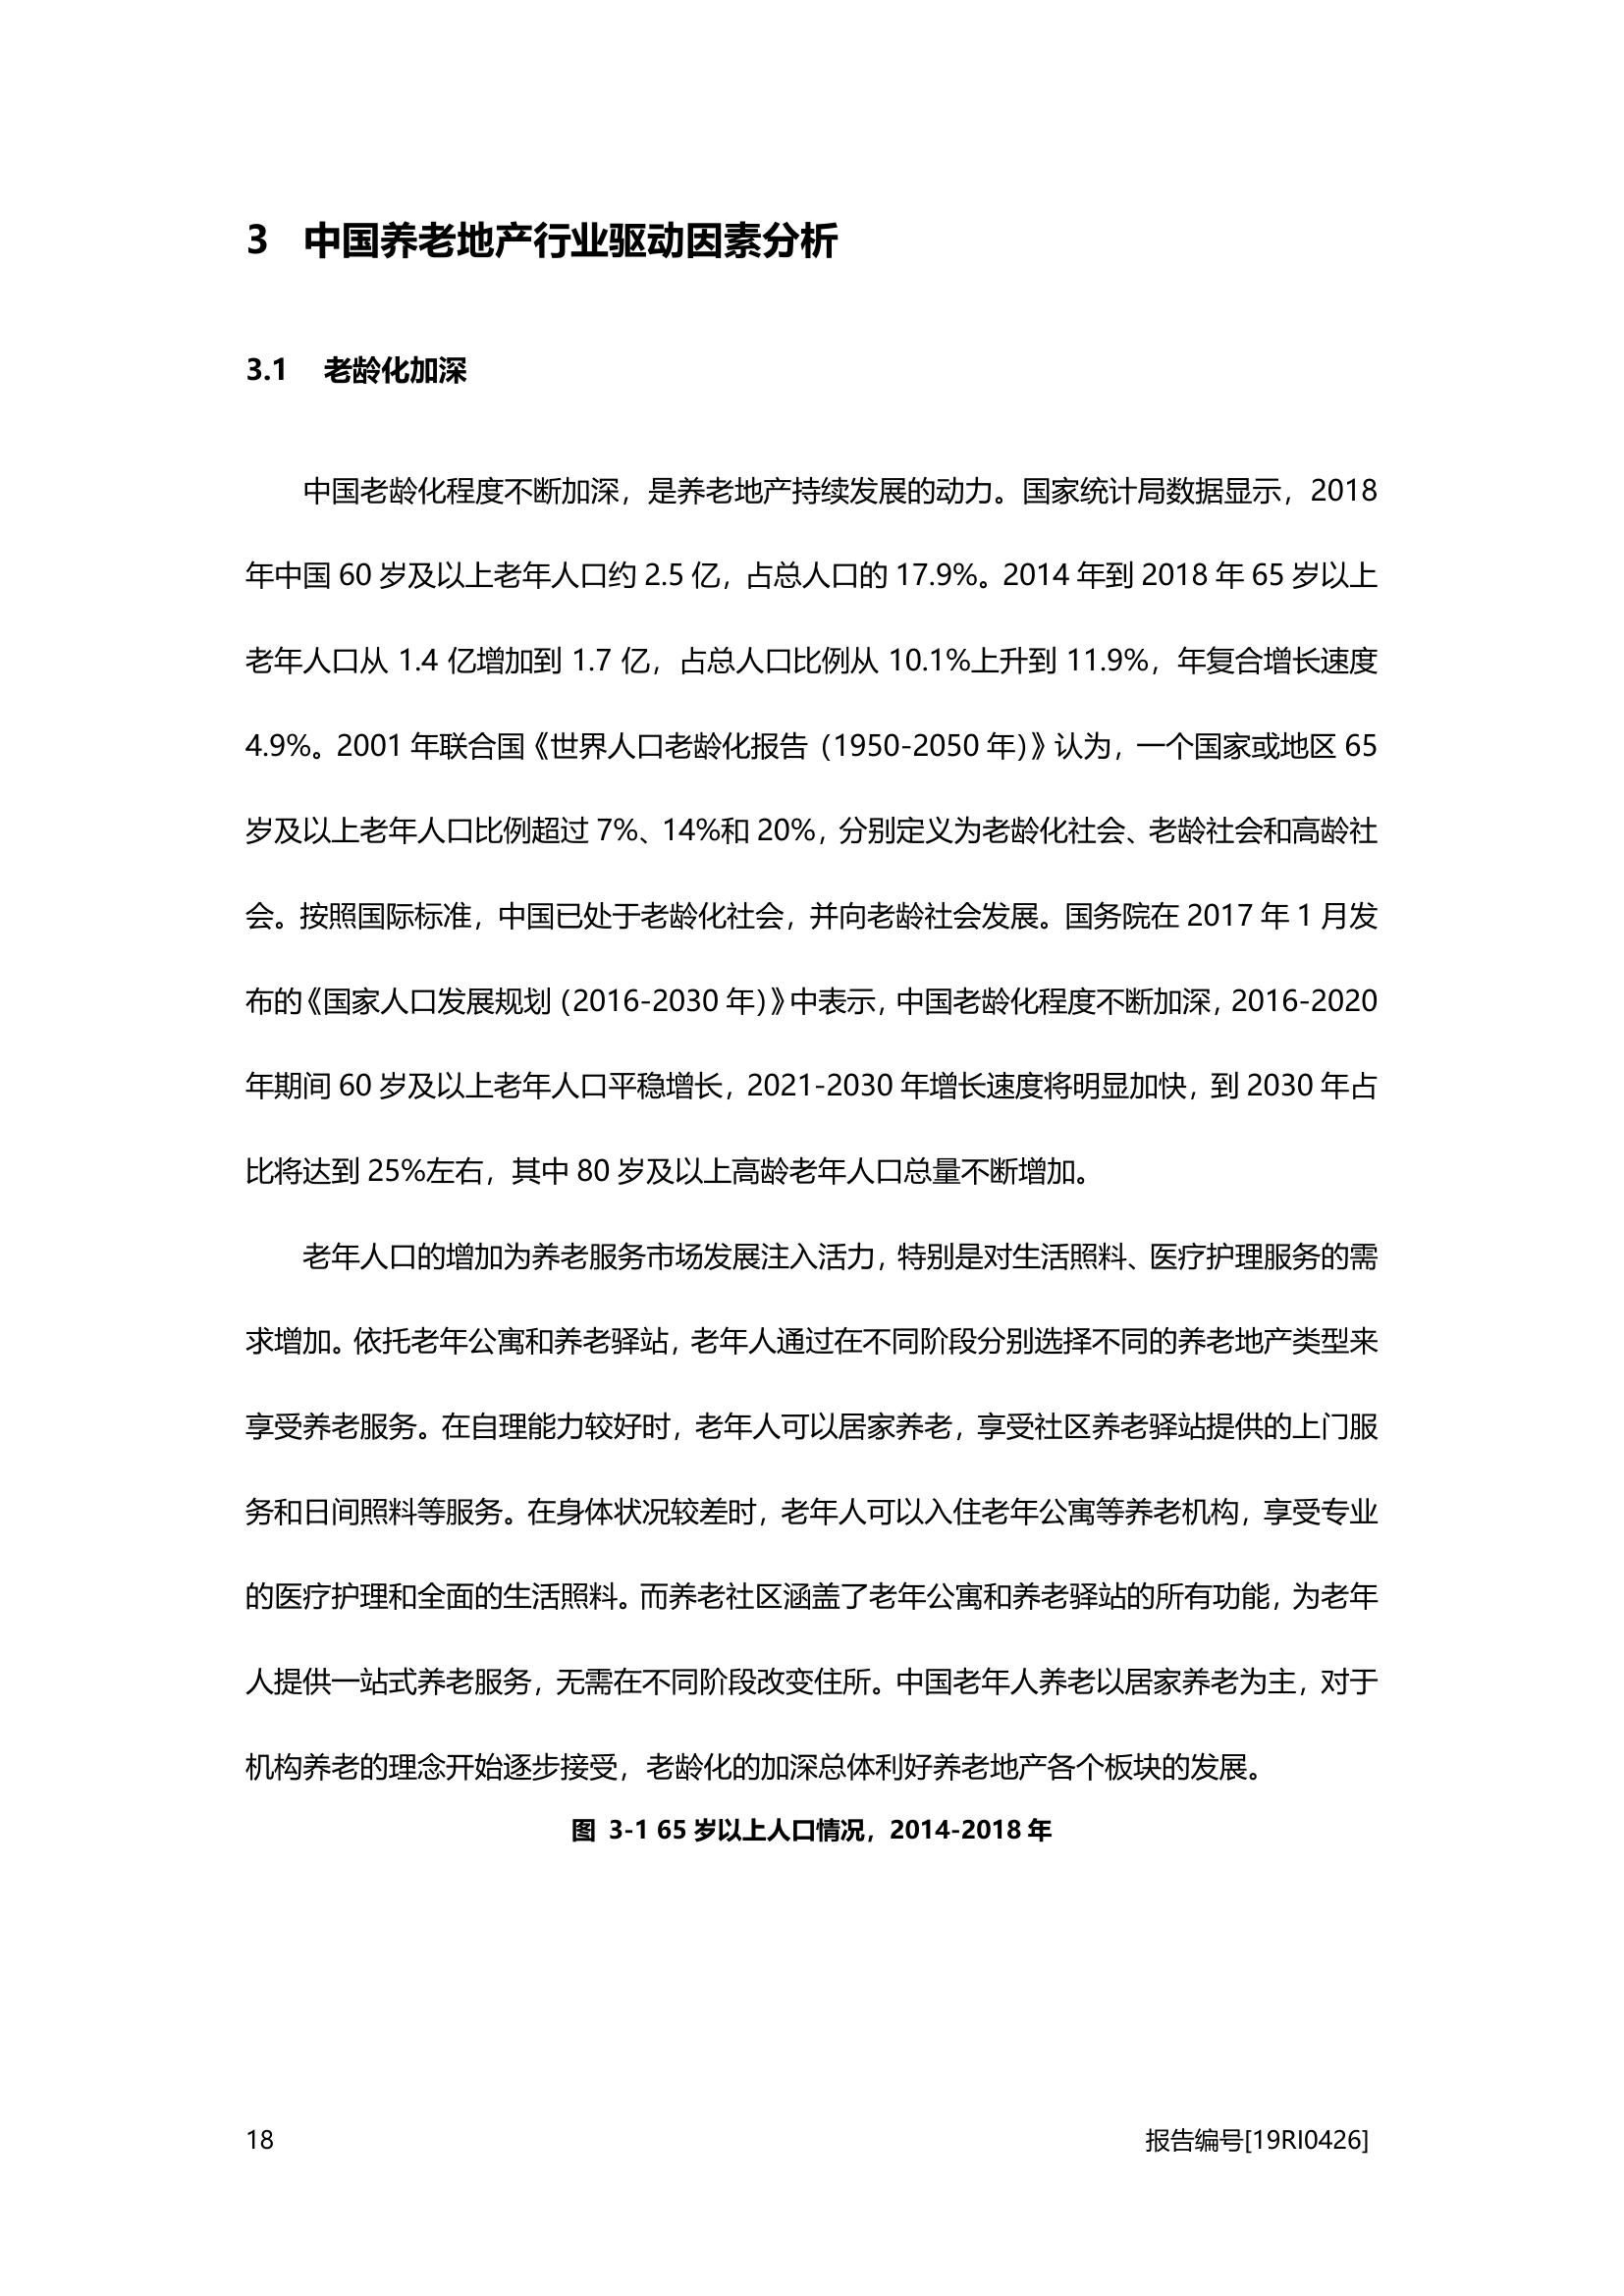 3 中国养老地产行业驱动因素分析
3.1 老龄化加深
中国老龄化程度不断加深，是养老地产持续发展的动力。国家统计局数据显示，2018
年中国 60 岁及以上老年人口约 2.5 亿，占总人口的 17.9%。2014 年到 2018 年 65 岁以上
老年人口从 1.4 亿增加到 1.7 亿，占总人口比例从 10.1%上升到 11.9%，年复合增长速度
4.9%。2001 年联合国《世界人口老龄化报告（1950-2050 年）》认为，一个国家或地区 65
岁及以上老年人口比例超过 7%、14%和 20%，分别定义为老龄化社会、老龄社会和高龄社
会。按照国际标准，中国已处于老龄化社会，并向老龄社会发展。国务院在 2017 年 1 月发
布的《国家人口发展规划（2016-2030 年）》中表示，中国老龄化程度不断加深，2016-2020
年期间 60 岁及以上老年人口平稳增长，2021-2030 年增长速度将明显加快，到 2030 年占
比将达到 25%左右，其中 80 岁及以上高龄老年人口总量不断增加。
老年人口的增加为养老服务市场发展注入活力，特别是对生活照料、医疗护理服务的需
求增加。依托老年公寓和养老驿站，老年人通过在不同阶段分别选择不同的养老地产类型来
享受养老服务。在自理能力较好时，老年人可以居家养老，享受社区养老驿站提供的上门服
务和日间照料等服务。在身体状况较差时，老年人可以入住老年公寓等养老机构，享受专业
的医疗护理和全面的生活照料。而养老社区涵盖了老年公寓和养老驿站的所有功能，为老年
人提供一站式养老服务，无需在不同阶段改变住所。中国老年人养老以居家养老为主，对于
机构养老的理念开始逐步接受，老龄化的加深总体利好养老地产各个板块的发展。
图 3-1 65 岁以上人口情况，2014-2018 年
18 报告编号[19RI0426]